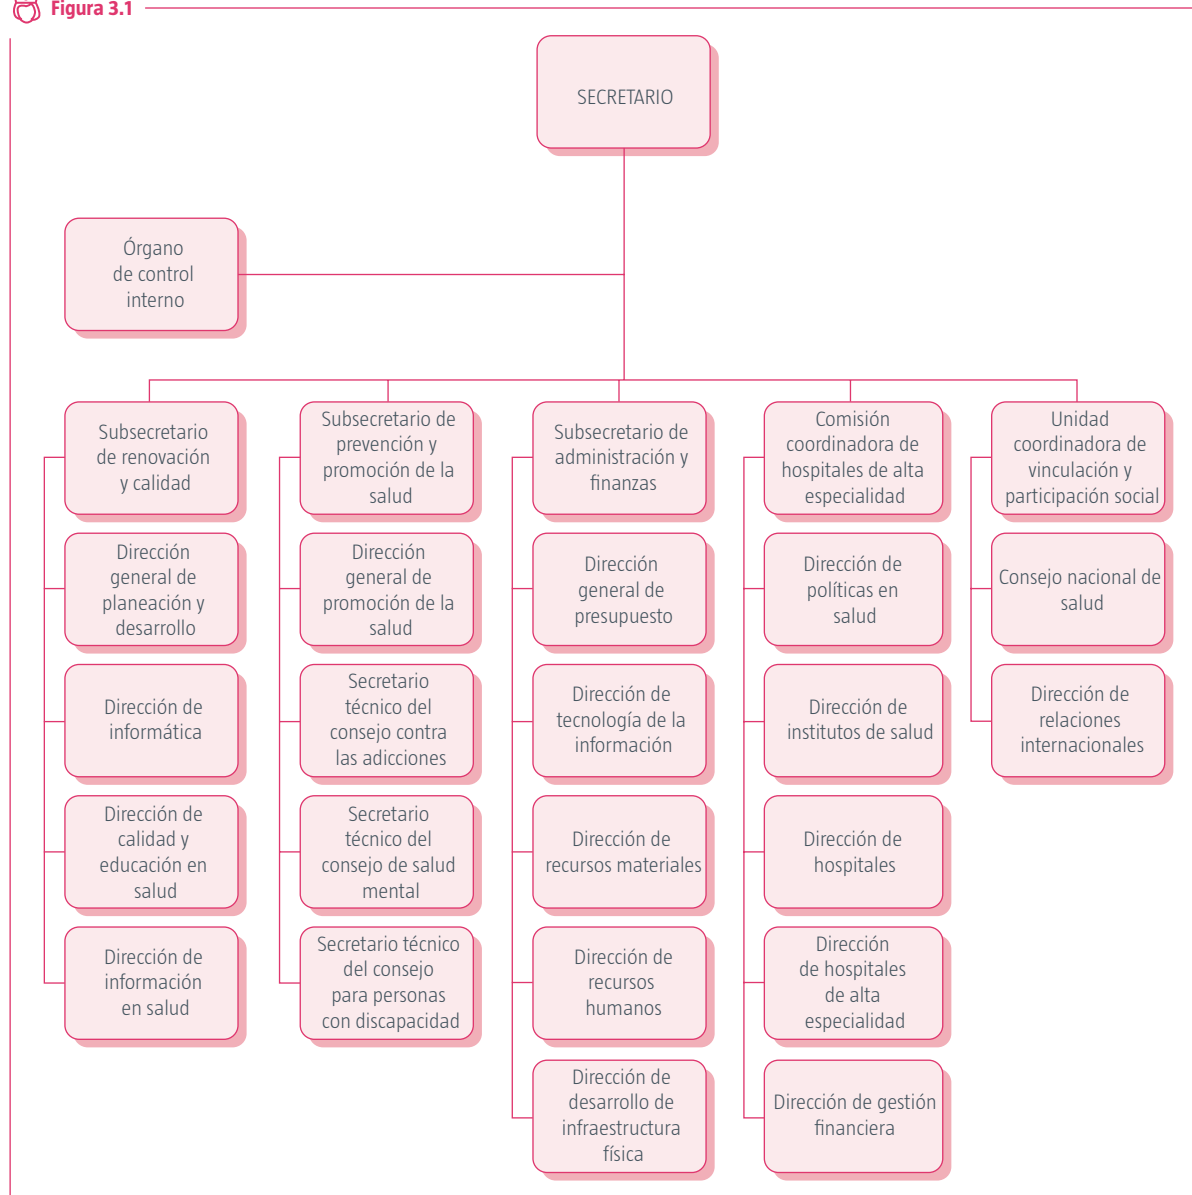 Figura 3.1
SECRETARIO
Órgano
de control
interno
Subsecretario
de renovación
y calidad
Dirección
general de
planeación y
desarrollo
Dirección de
informática
Dirección de
calidad y
educación en
salud
Dirección de
información
en salud
Subsecretario de
prevención y
promoción de la
salud
Dirección
general de
promoción de la
salud
Secretario
técnico del
consejo contra
las adicciones
Secretario
técnico del
consejo de salud
mental
Secretario técnico
del consejo
para personas
con discapacidad
Subsecretario de
administración y
finanzas
Dirección
general de
presupuesto
Dirección de
tecnología de la
información
Dirección de
recursos materiales
Dirección de
recursos
humanos
Dirección de
desarrollo de
infraestructura
física
Comisión
coordinadora de
hospitales de alta
especialidad
Dirección de
políticas en
salud
Dirección de
institutos de salud
Dirección de
hospitales
Dirección
de hospitales
de alta
especialidad
Dirección de gestión
financiera
Unidad
coordinadora de
vinculación y
participación social
Consejo nacional de
salud
Dirección de
relaciones
internacionales